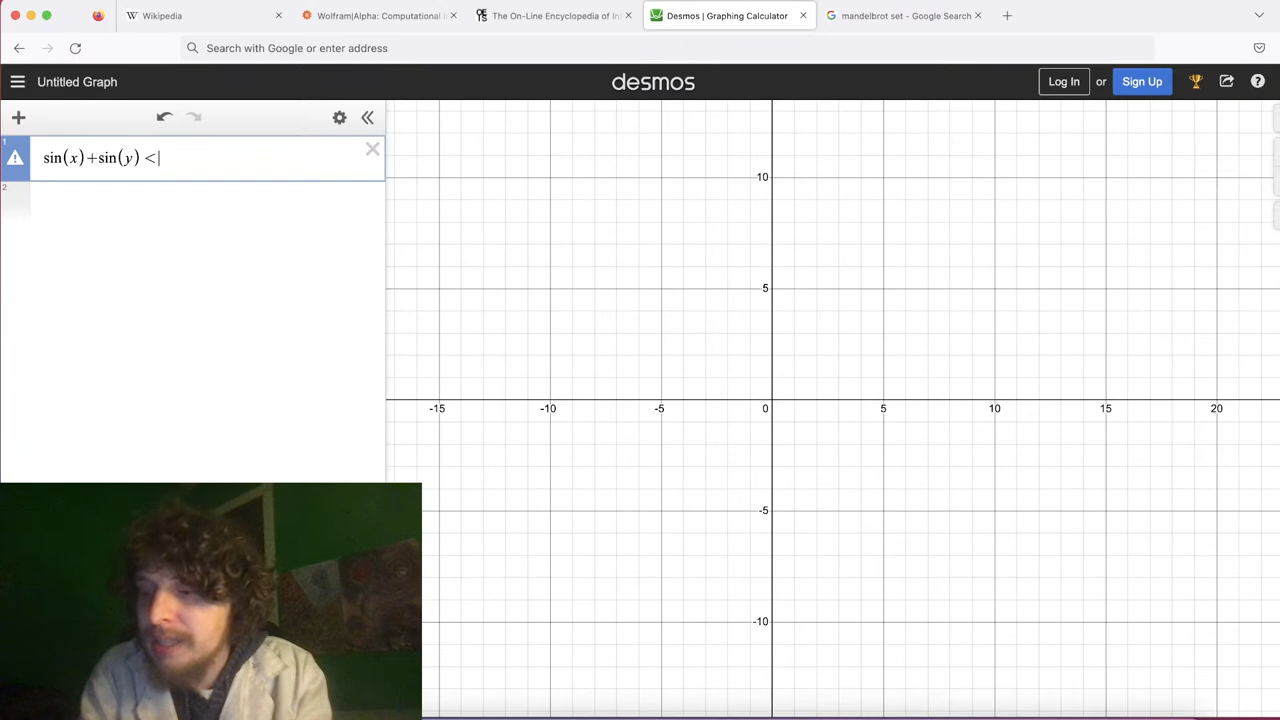 Wikipedia
Wolfram|Alpha: Computational I
The On-Line Encyclopedia of In
Desmos | Graphing Calculator
mandelbrot set - Google Search
Search with Google or enter address
Untitled Graph
desmos
Log In or Sign Up
1
sin(x)+sin(y) <
2
10
5
-15 -10 -5 0 5 10 15 20
-5
-10